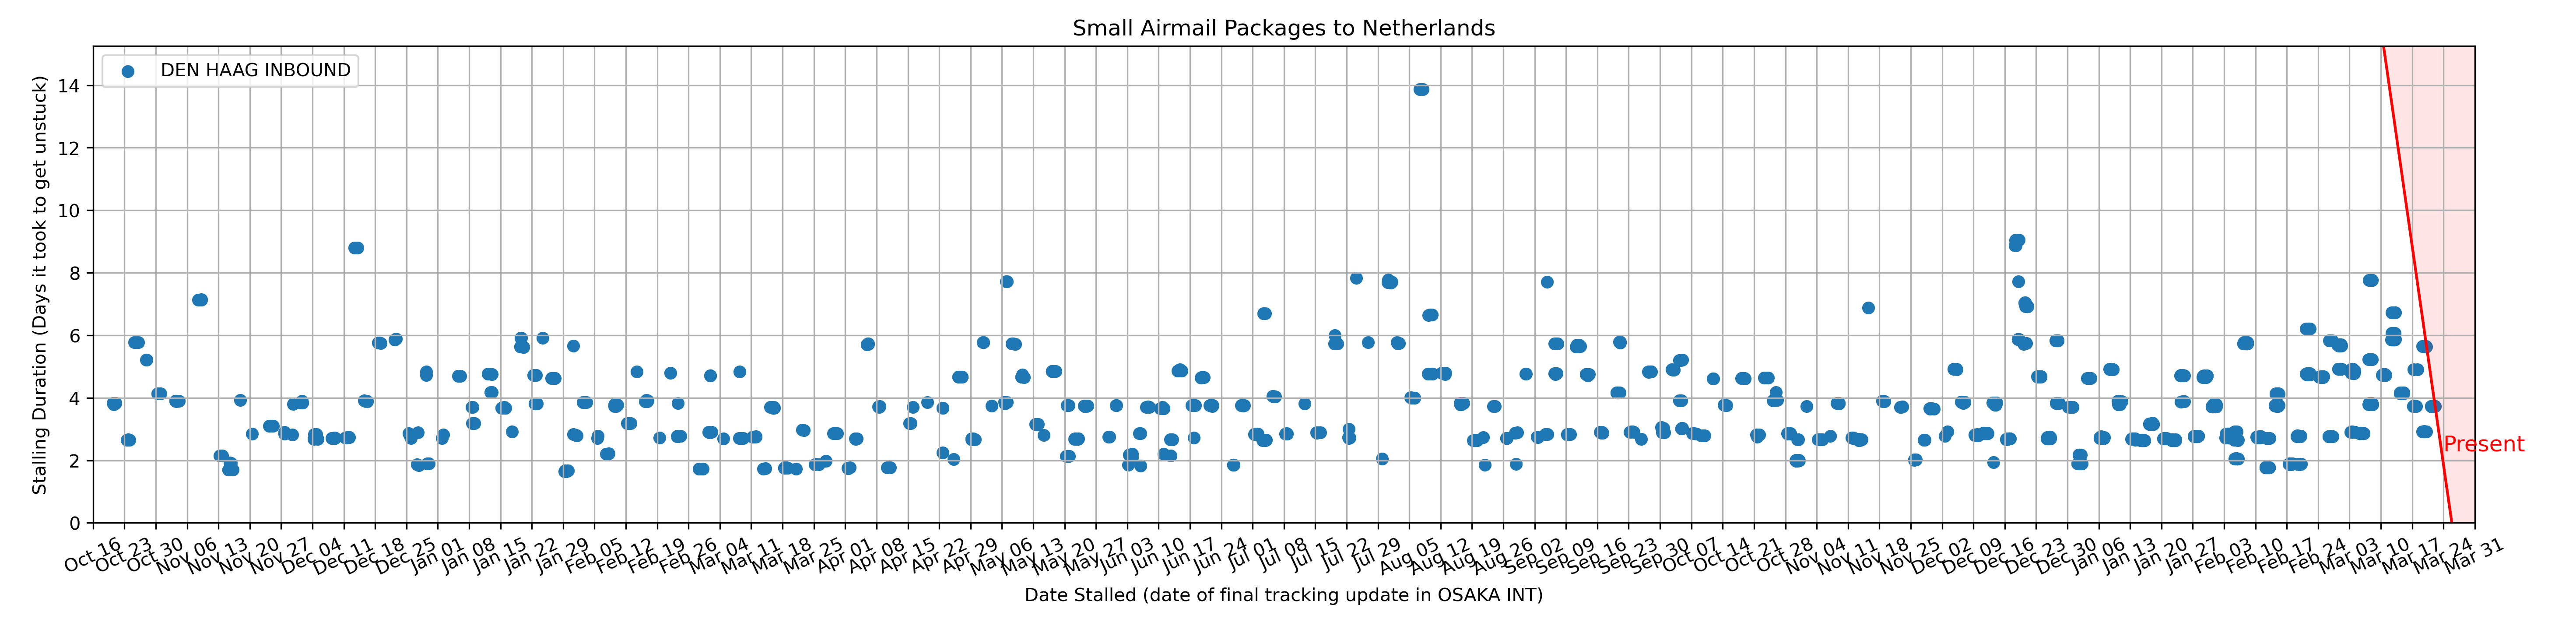 Small Airmail Packages to Netherlands
DEN HAAG INBOUND
Stalling Duration (Days it took to get unstuck)
14
12
10
8
6
4
2
0
Present
Oct 16
Oct 23
Oct 30
Nov 06
Nov 13
Nov 20
Nov 27
Dec 04
Dec 11
Dec 18
Dec 25
Jan 01
Jan 08
Jan 15
Jan 22
Jan 29
Feb 05
Feb 12
Feb 19
Feb 26
Mar 04
Mar 11
Mar 18
Mar 25
Apr 01
Apr 08
Apr 15
Apr 22
Apr 29
May 06
May 13
May 20
May 27
Jun 03
Jun 10
Jun 17
Jun 24
Jul 01
Jul 08
Jul 15
Jul 22
Jul 29
Aug 05
Aug 12
Aug 19
Aug 26
Sep 02
Sep 09
Sep 16
Sep 23
Sep 30
Oct 07
Oct 14
Oct 21
Oct 28
Nov 04
Nov 11
Nov 18
Nov 25
Dec 02
Dec 09
Dec 16
Dec 23
Dec 30
Jan 06
Jan 13
Jan 20
Jan 27
Feb 03
Feb 10
Feb 17
Feb 24
Mar 03
Mar 10
Mar 17
Mar 24
Mar 31
Date Stalled (date of final tracking update in OSAKA INT)